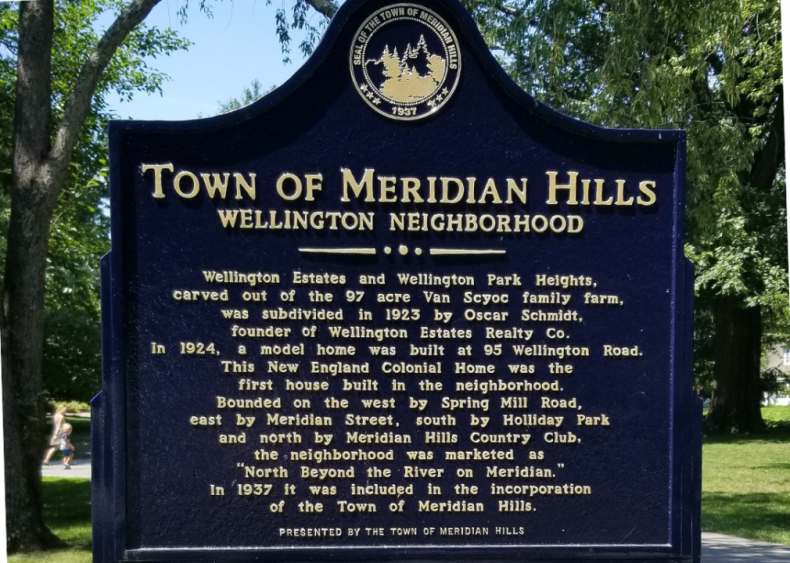 SEAL OF THE TOWN OF MERIDIAN HILLS
1937
TOWN OF MERIDIAN HILLS
WELLINGTON NEIGHBORHOOD
Wellington Estates and Wellington Park Heights,
carved out of the 97 acre Van Scyoc family farm,
was subdivided in 1923 by Oscar Schmidt,
founder of Wellington Estates Realty Co.
In 1924, a model home was built at 95 Wellington Road.
This New England Colonial Home was the
first house built in the neighborhood.
Bounded on the west by Spring Mill Road,
east by Meridian Street, south by Holliday Park
and north by Meridian Hills Country Club,
the neighborhood was marketed as
"North Beyond the River on Meridian."
In 1937 it was included in the incorporation
of the Town of Meridian Hills.
PRESENTED BY THE TOWN OF MERIDIAN HILLS